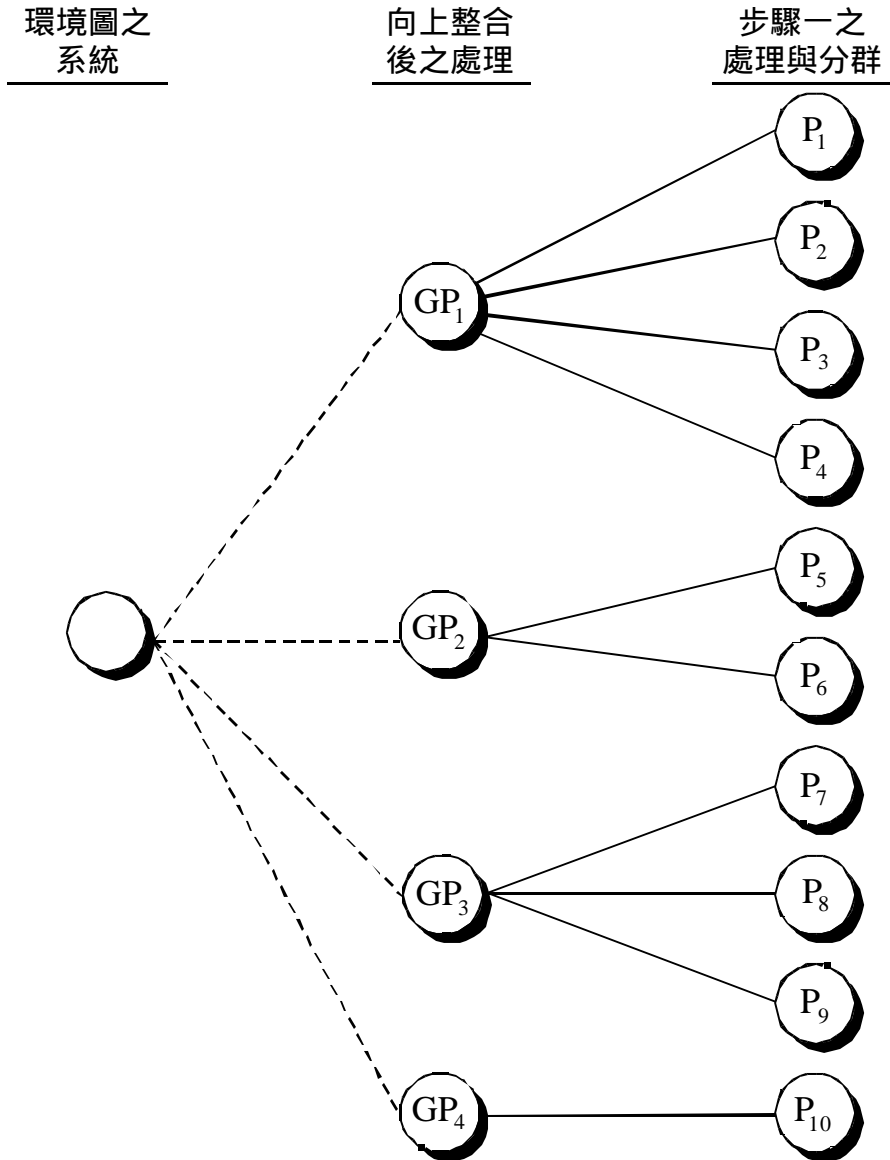 環境圖之
系統
向上整合
後之處理
步驟一之
處理與分群
P₁
P₂
GP₁
P₃
P₄
P₅
GP₂
P₆
P₇
GP₃
P₈
P₉
GP₄
P₁₀